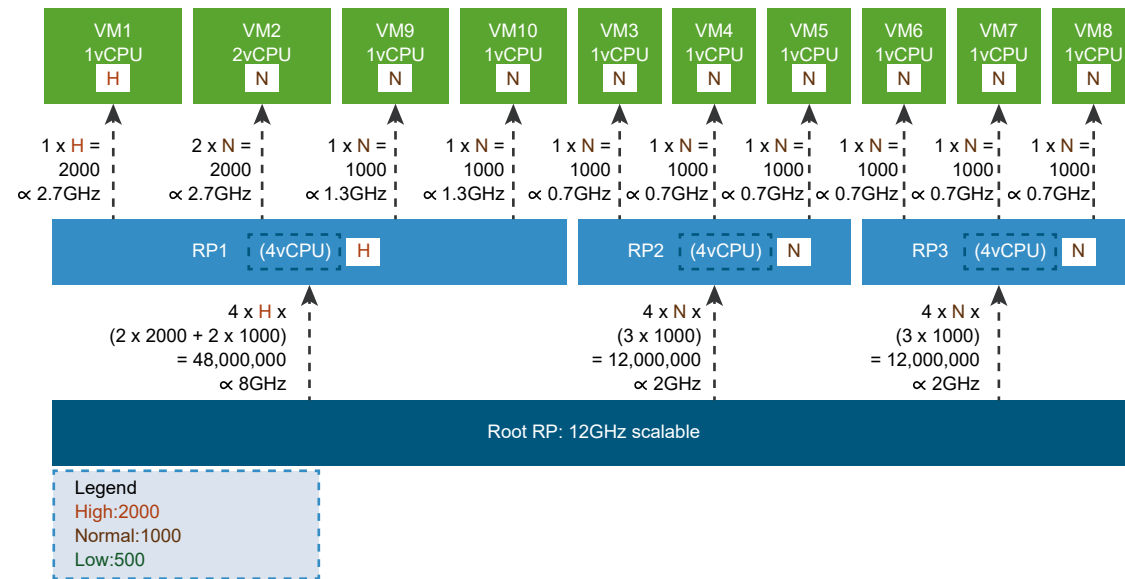 VM1
1vCPU
H
VM2
2vCPU
N
VM9
1vCPU
N
VM10
1vCPU
N
VM3
1vCPU
N
VM4
1vCPU
N
VM5
1vCPU
N
VM6
1vCPU
N
VM7
1vCPU
N
VM8
1vCPU
N
1 x H =
2000
∝ 2.7GHz
2 x N =
2000
∝ 2.7GHz
1 x N =
1000
∝ 1.3GHz
1 x N =
1000
∝ 1.3GHz
1 x N =
1000
∝ 0.7GHz
1 x N =
1000
∝ 0.7GHz
1 x N =
1000
∝ 0.7GHz
1 x N =
1000
∝ 0.7GHz
1 x N =
1000
∝ 0.7GHz
1 x N =
1000
∝ 0.7GHz
RP1 (4vCPU) H
RP2 (4vCPU) N
RP3 (4vCPU) N
4 x H x
(2 x 2000 + 2 x 1000)
= 48,000,000
∝ 8GHz
4 x N x
(3 x 1000)
= 12,000,000
∝ 2GHz
4 x N x
(3 x 1000)
= 12,000,000
∝ 2GHz
Root RP: 12GHz scalable
Legend
High:2000
Normal:1000
Low:500